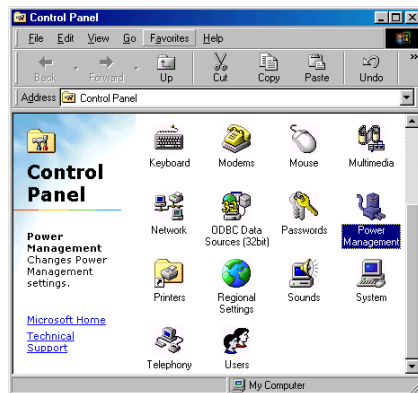 Control Panel
File Edit View Go Favorites Help
Back Forward Up Cut Copy Paste Undo »
Address Control Panel
Control
Panel
Power
Management
Changes Power
Management
settings.
Microsoft Home
Technical
Support
Keyboard Modems Mouse Multimedia
Network ODBC Data Passwords Power
Sources (32bit) Management
Printers Regional Sounds System
Settings
Telephony Users
My Computer